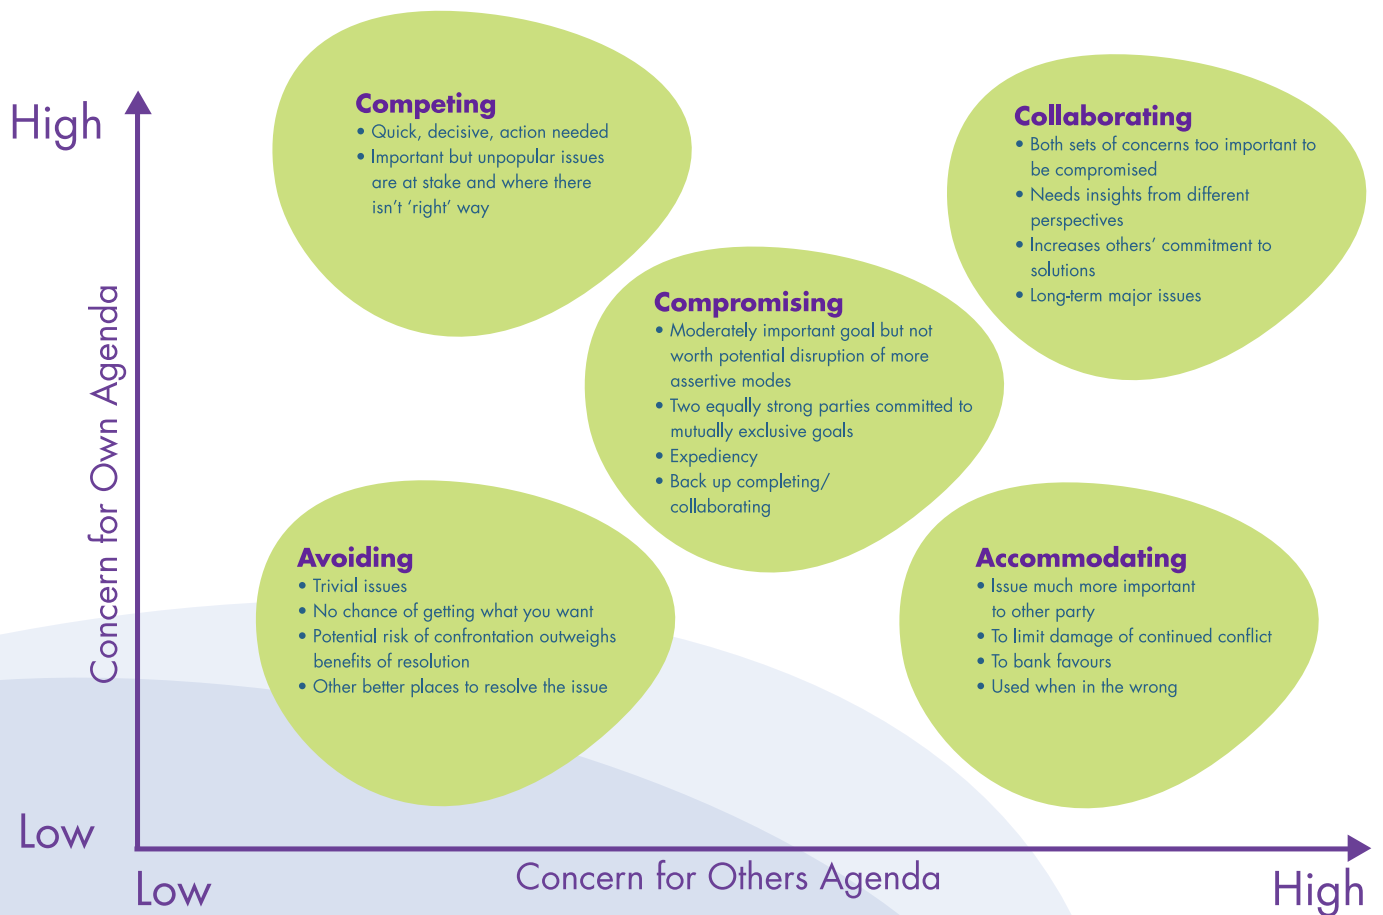 High
Low
Concern for Own Agenda
Competing
• Quick, decisive, action needed
• Important but unpopular issues
are at stake and where there
isn’t ‘right’ way
Collaborating
• Both sets of concerns too important to
be compromised
• Needs insights from different
perspectives
• Increases others’ commitment to
solutions
• Long-term major issues
Compromising
• Moderately important goal but not
worth potential disruption of more
assertive modes
• Two equally strong parties committed to
mutually exclusive goals
• Expediency
• Back up completing/
collaborating
Avoiding
• Trivial issues
• No chance of getting what you want
• Potential risk of confrontation outweighs
benefits of resolution
• Other better places to resolve the issue
Accommodating
• Issue much more important
to other party
• To limit damage of continued conflict
• To bank favours
• Used when in the wrong
Low
Concern for Others Agenda
High